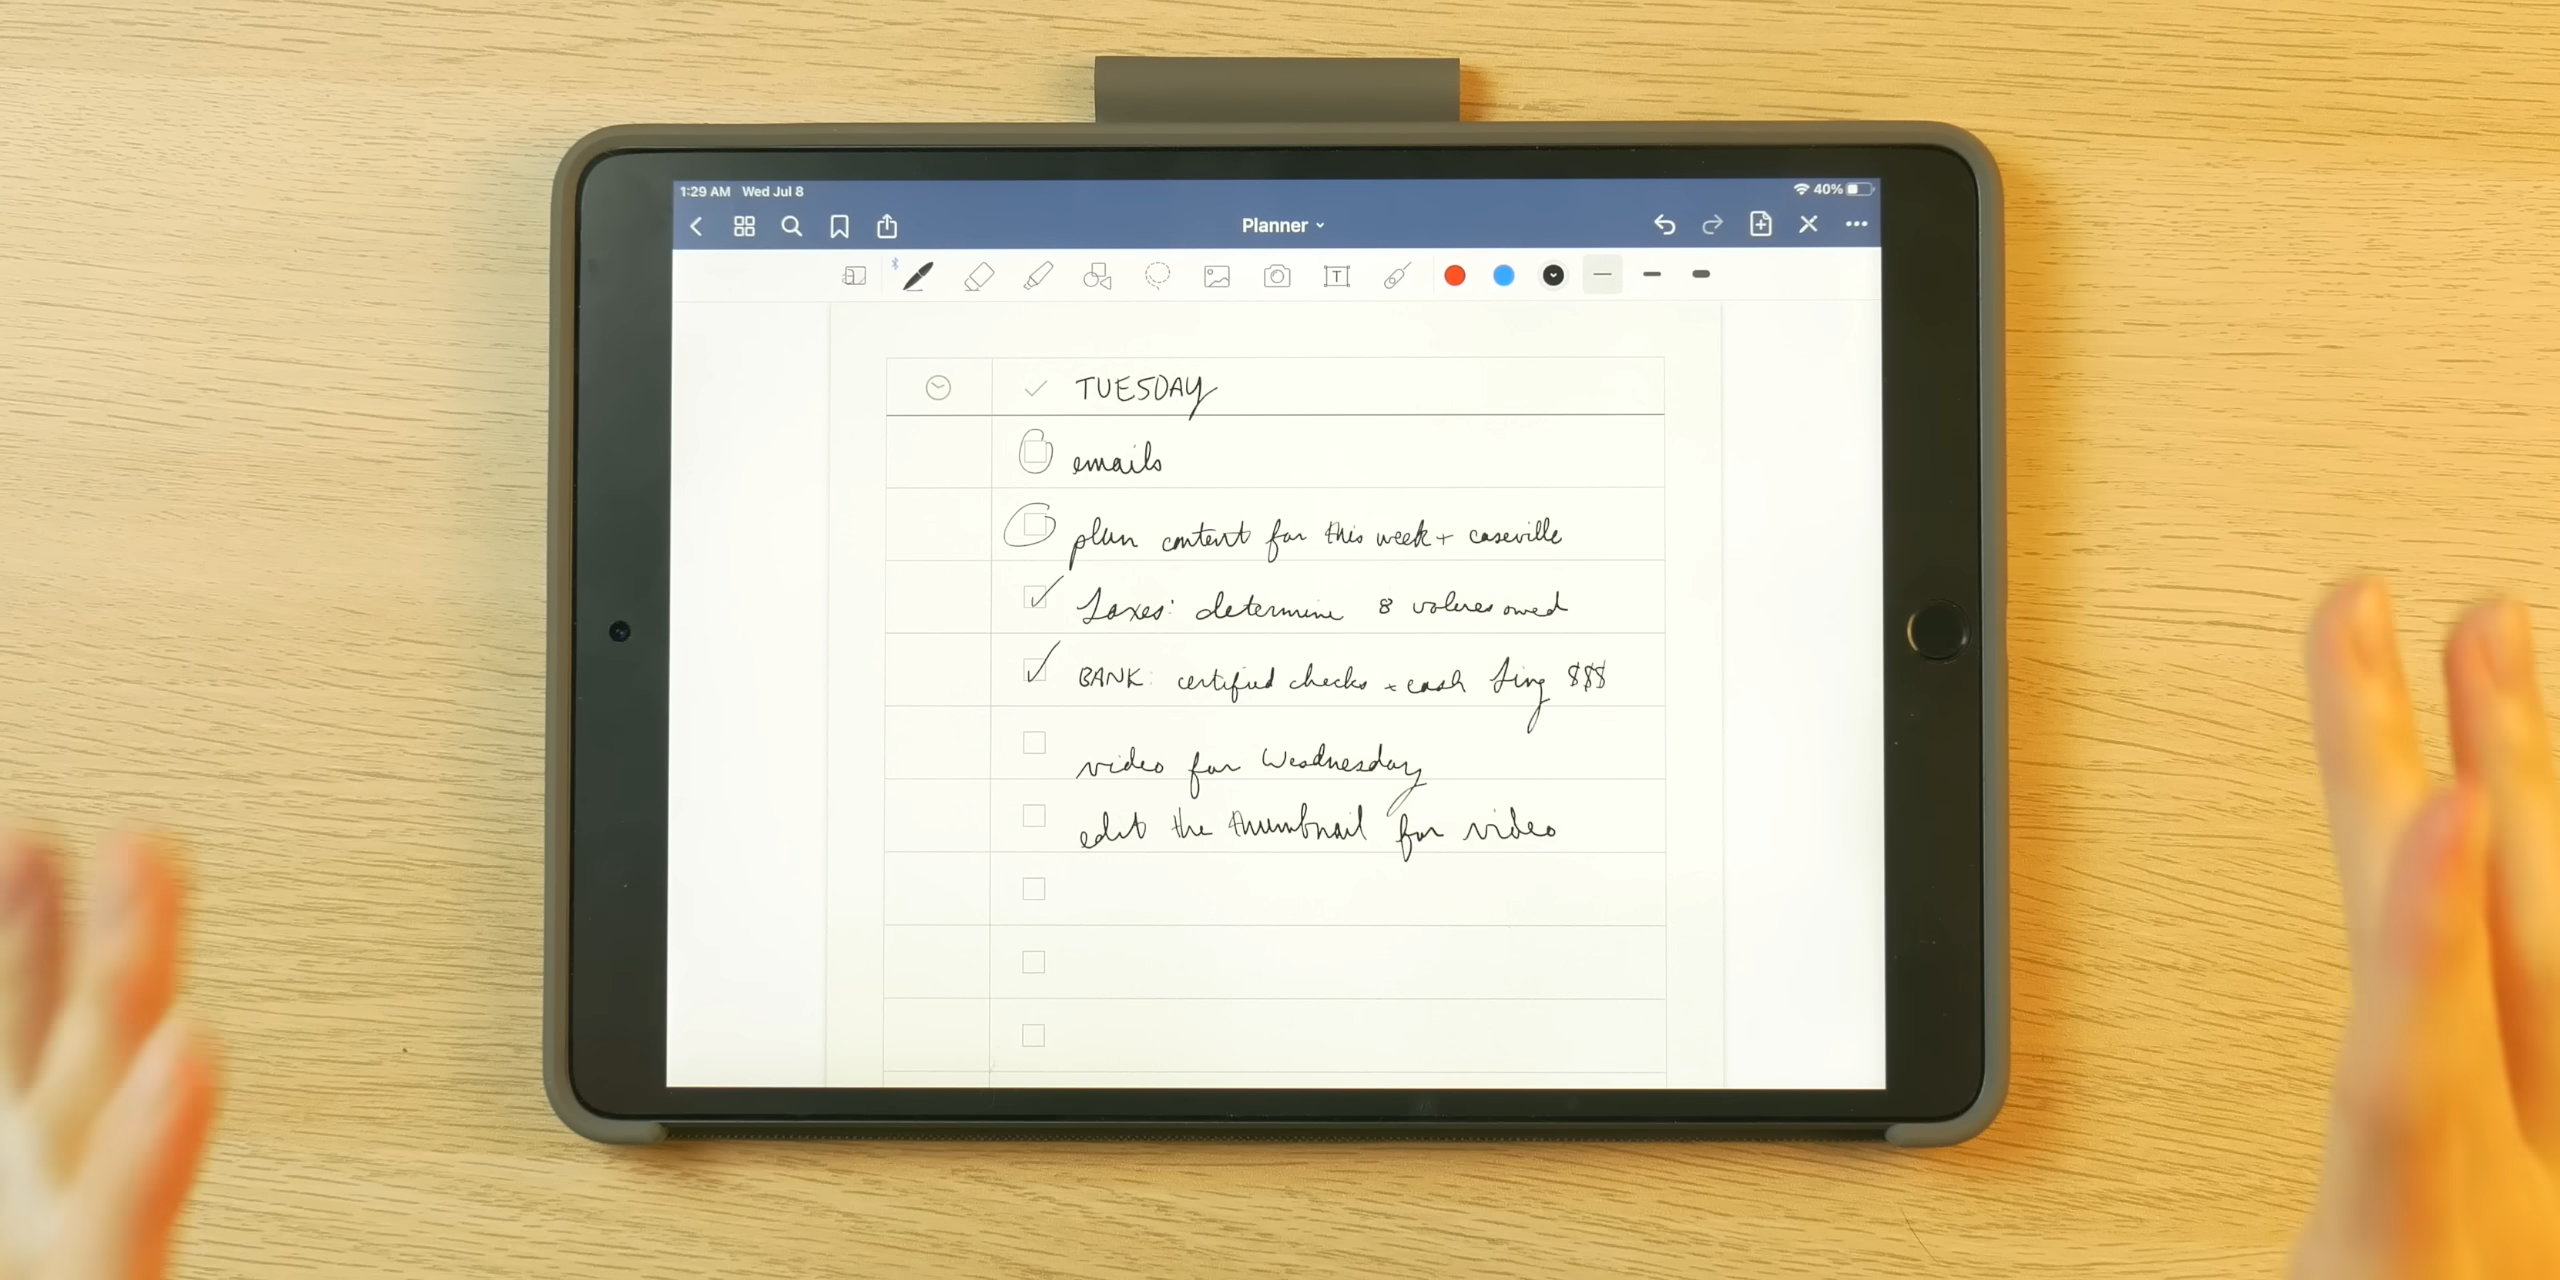 1:29 AM Wed Jul 8 40%
Planner
T
TUESDAY
emails
plan content for this week + caseville
Taxes: determine 8 values owed
BANK: certified checks + cash $$$
video for Wednesday
edit the thumbnail for video